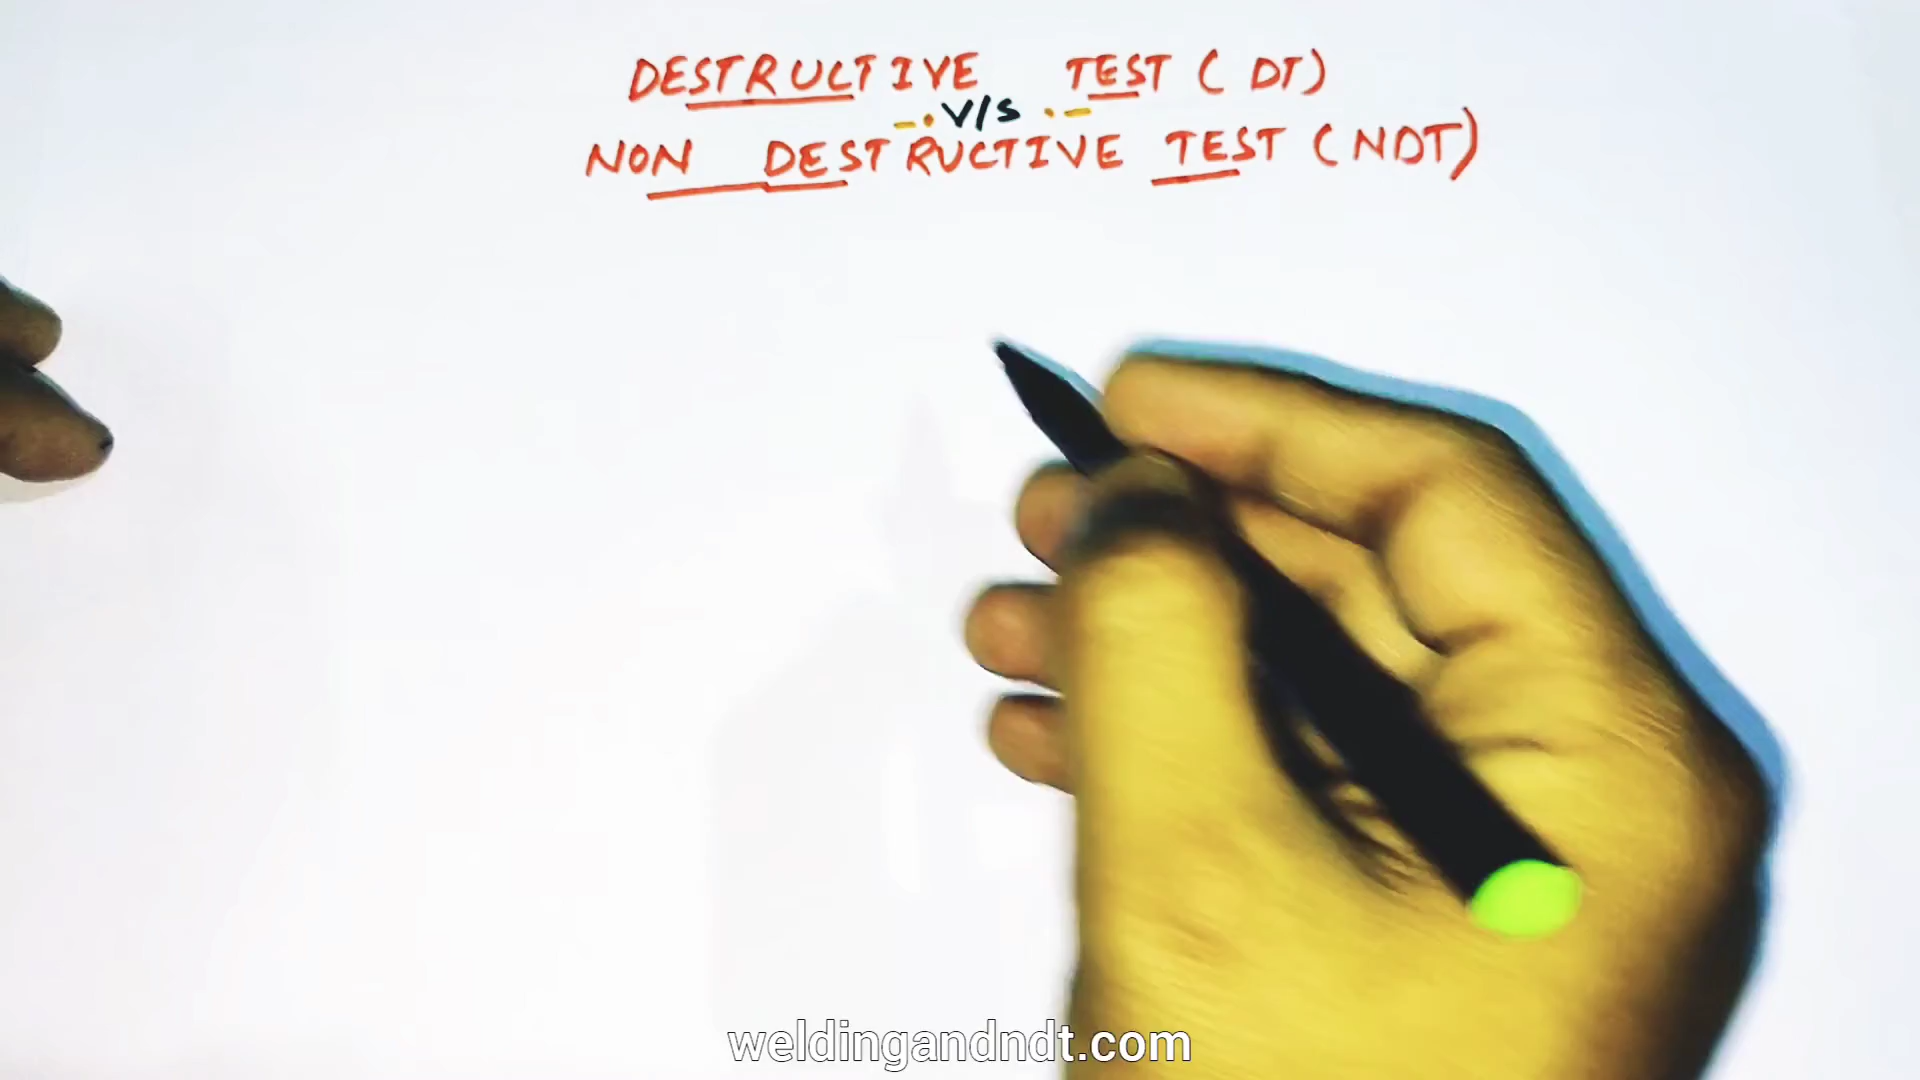 DESTRUCTIVE TEST (DT)
V/S
NON DESTRUCTIVE TEST (NDT)
weldingandndt.com